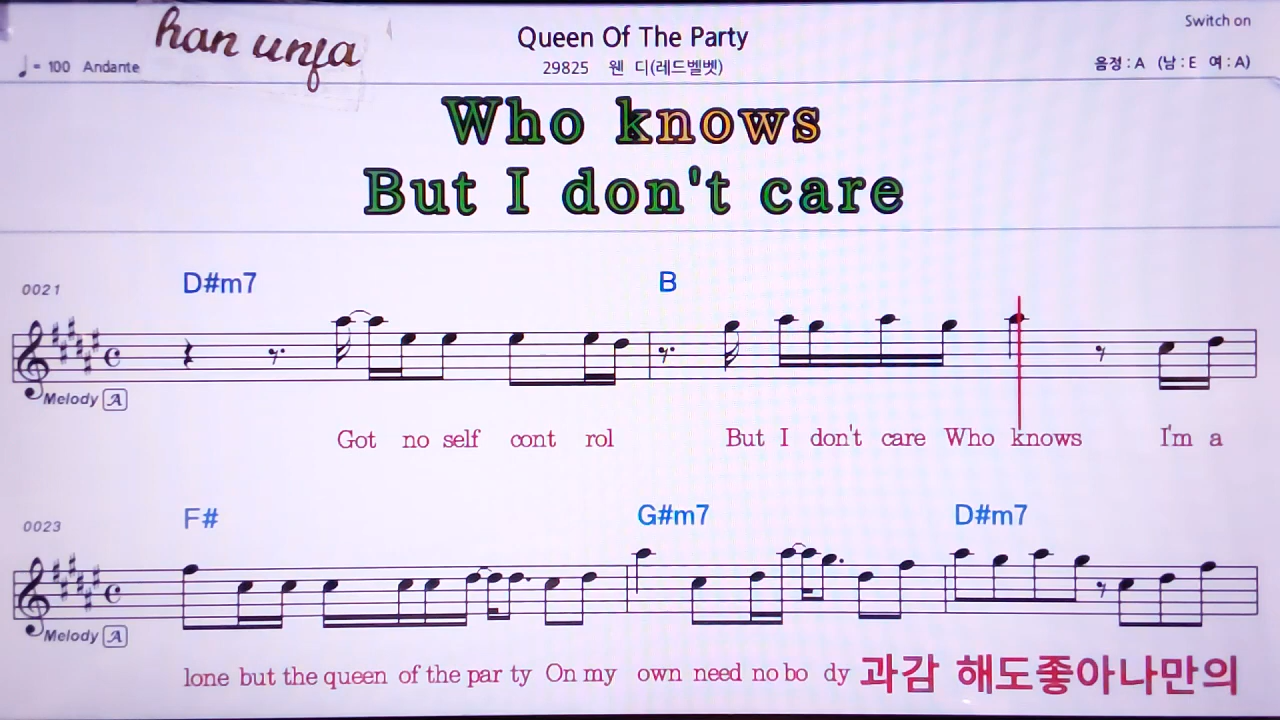 han unfa
Queen Of The Party
Switch on
♩= 100 Andante
29825 웬 디(레드벨벳)
음정 : A (남 : E 여 : A)
Who knows
But I don't care
0021
D#m7 B
Melody A
Got no self cont rol But I don't care Who knows I'm a
0023
F# G#m7 D#m7
Melody A
lone but the queen of the par ty On my own need no bo dy 과감 해도좋아나만의